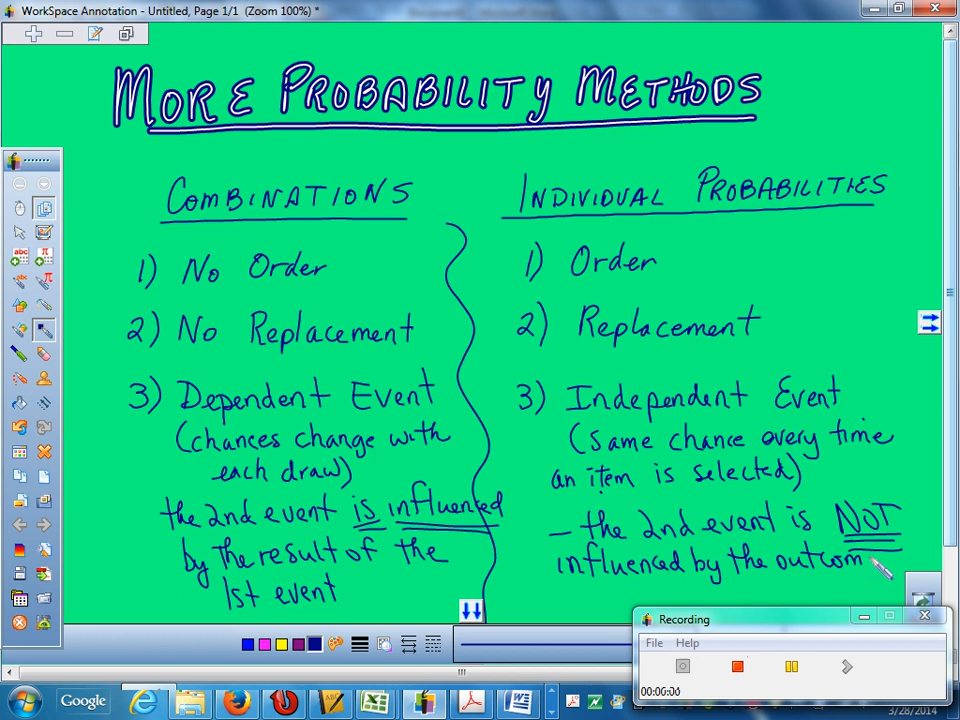 WorkSpace Annotation - Untitled, Page 1/1 (Zoom 100%) *
MORE PROBABILITY METHODS
COMBINATIONS
1) No Order
2) No Replacement
3) Dependent Event
(chances change with
each draw)
the 2nd event is influenced
by the result of the
1st event
INDIVIDUAL PROBABILITIES
1) Order
2) Replacement
3) Independent Event
(same chance every time
an item is selected)
- the 2nd event is NOT
influenced by the outcom
Recording
File Help
00:06:00
Google
3/28/2014